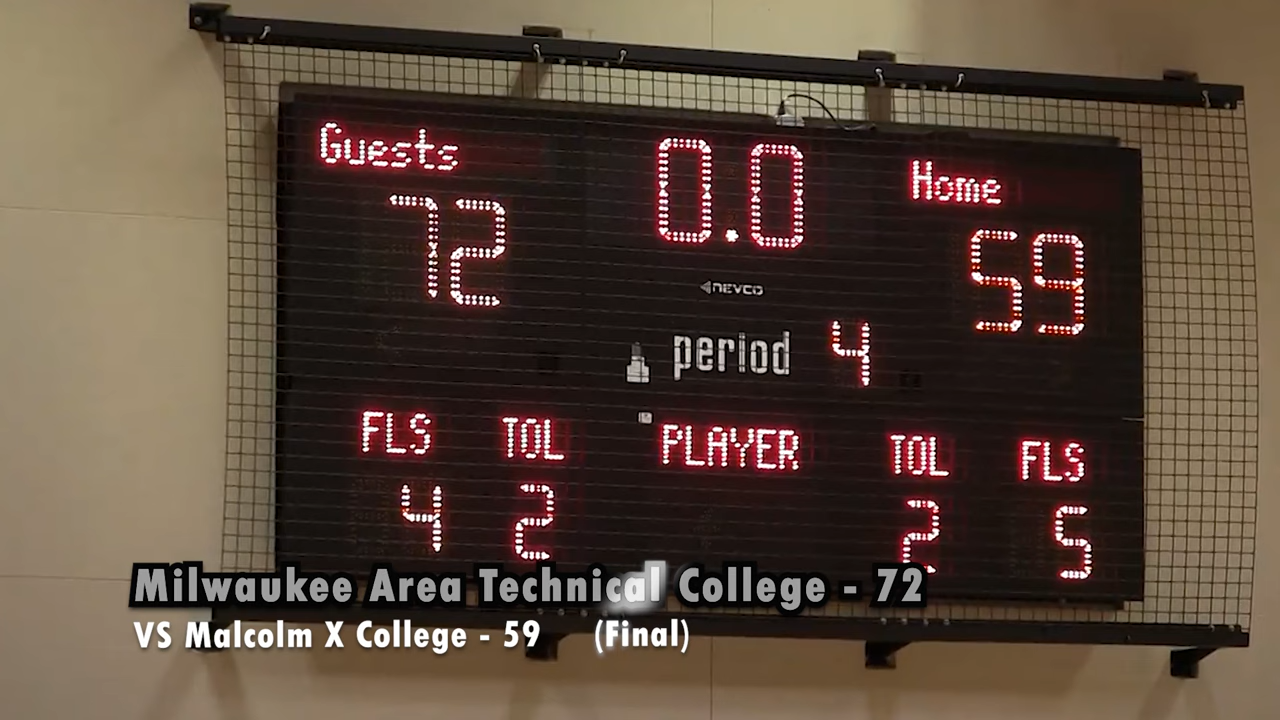 Guests
0.0
Home
72
59
NEVCO
period 4
FLS TOL PLAYER TOL FLS
4 2 2 5
Milwaukee Area Technical College - 72
VS Malcolm X College - 59 (Final)